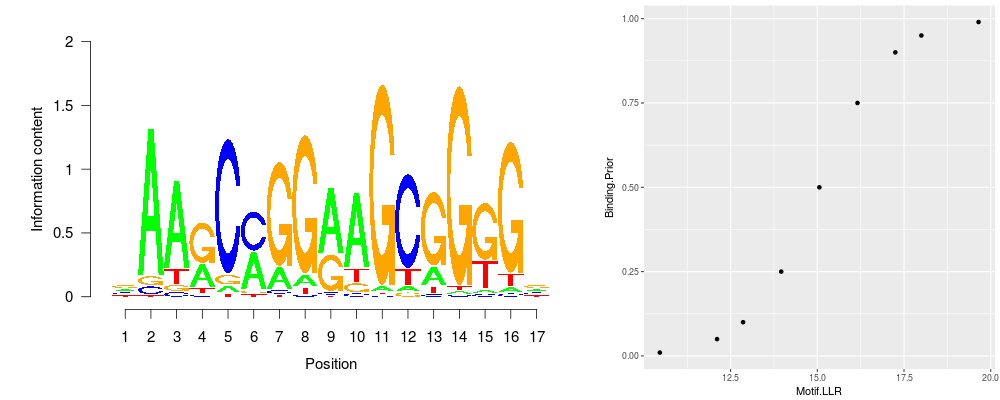 2
1.5
1
0.5
0
Information content
1 2 3 4 5 6 7 8 9 10 11 12 13 14 15 16 17
Position
A A G C C G G A A G C G G G G
1.00
0.75
0.50
0.25
0.00
Binding.Prior
12.5 15.0 17.5 20.0
Motif.LLR